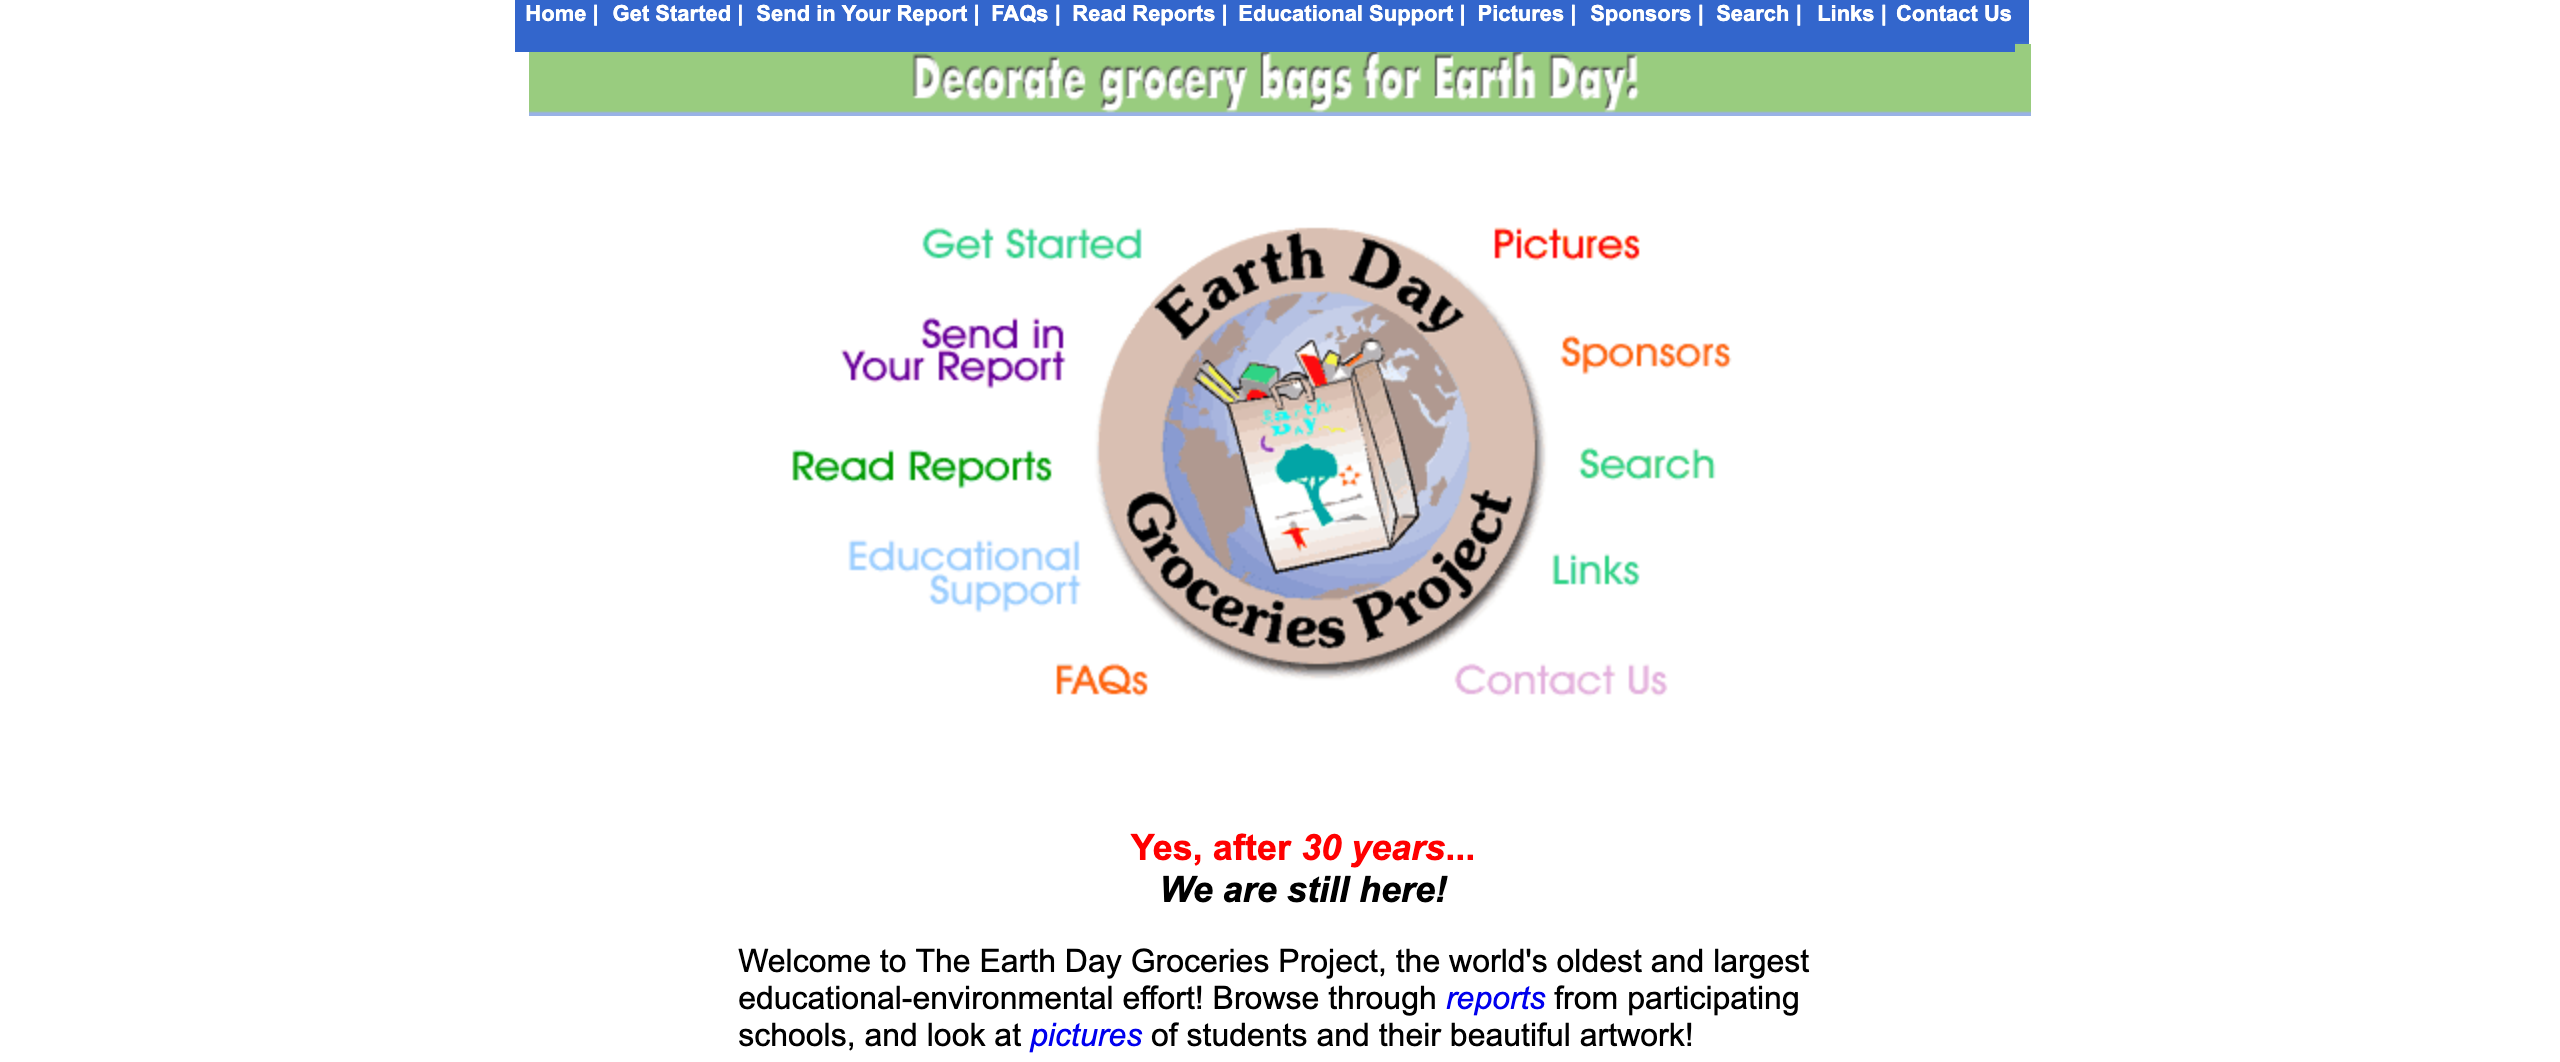 Home | Get Started | Send in Your Report | FAQs | Read Reports | Educational Support | Pictures | Sponsors | Search | Links | Contact Us
Decorate grocery bags for Earth Day!
Get Started
Send in
Your Report
Read Reports
Educational
Support
FAQs
Earth Day
Earth
Day
Groceries Project
Pictures
Sponsors
Search
Links
Contact Us
Yes, after 30 years...
We are still here!
Welcome to The Earth Day Groceries Project, the world's oldest and largest
educational-environmental effort! Browse through reports from participating
schools, and look at pictures of students and their beautiful artwork!